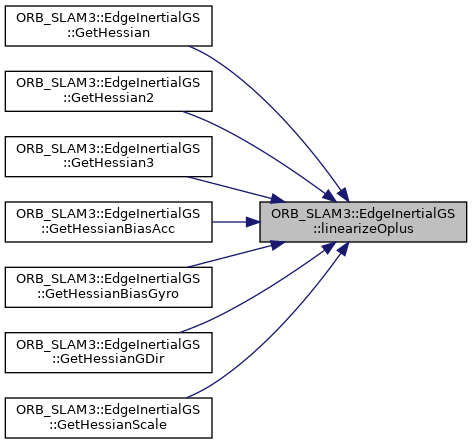 ORB_SLAM3::EdgeInertialGS
::GetHessian
ORB_SLAM3::EdgeInertialGS
::GetHessian2
ORB_SLAM3::EdgeInertialGS
::GetHessian3
ORB_SLAM3::EdgeInertialGS
::GetHessianBiasAcc
ORB_SLAM3::EdgeInertialGS
::linearizeOplus
ORB_SLAM3::EdgeInertialGS
::GetHessianBiasGyro
ORB_SLAM3::EdgeInertialGS
::GetHessianGDir
ORB_SLAM3::EdgeInertialGS
::GetHessianScale